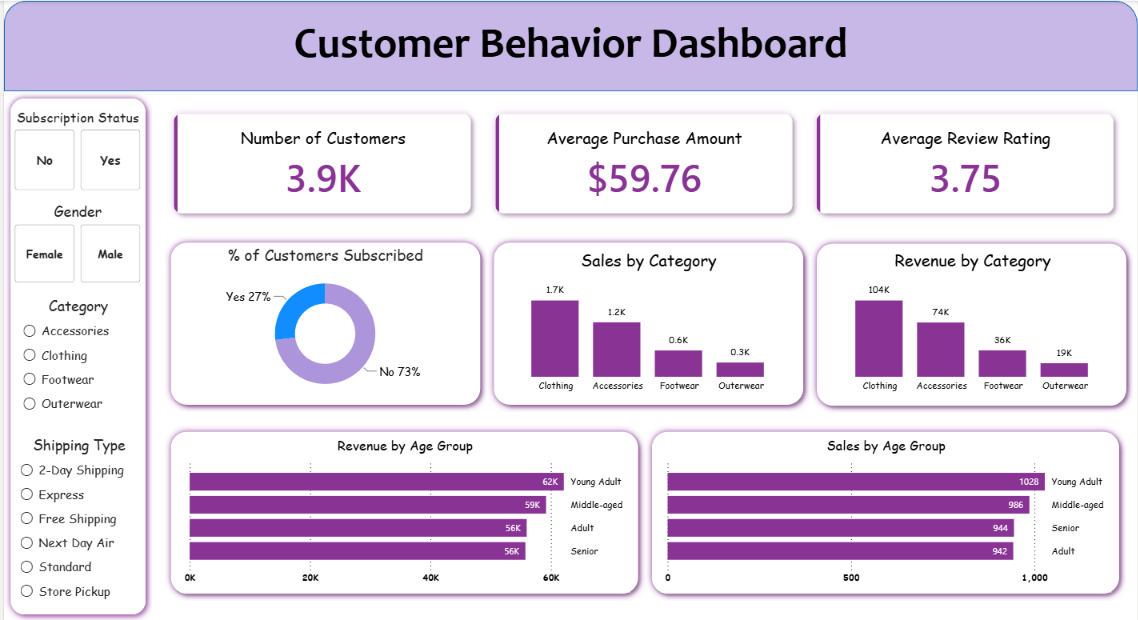 Customer Behavior Dashboard
Subscription Status
No
Yes
Gender
Female
Male
Category
Accessories
Clothing
Footwear
Outerwear
Shipping Type
2-Day Shipping
Express
Free Shipping
Next Day Air
Standard
Store Pickup
Number of Customers
3.9K
Average Purchase Amount
$59.76
Average Review Rating
3.75
% of Customers Subscribed
Yes 27%
No 73%
Sales by Category
1.7K
1.2K
0.6K
0.3K
Clothing Accessories Footwear Outerwear
Revenue by Category
104K
74K
36K
19K
Clothing Accessories Footwear Outerwear
Revenue by Age Group
62K Young Adult
59K Middle-aged
56K Adult
56K Senior
0K 20K 40K 60K
Sales by Age Group
1028 Young Adult
986 Middle-aged
944 Senior
942 Adult
0 500 1,000